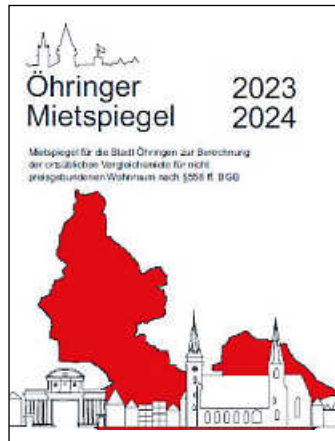 Öhringer 2023
Mietspiegel 2024
Mietspiegel für die Stadt Öhringen zur Berechnung
der ortsüblichen Vergleichsmiete für nicht
preisgebundenen Wohnraum nach §558 ff. BGB